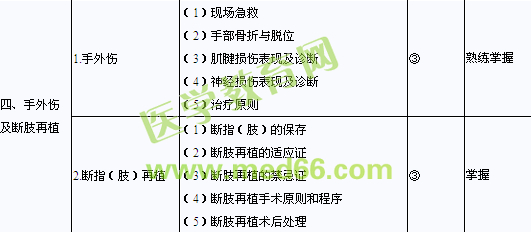 四、手外伤
及断肢再植
1.手外伤
(1)现场急救
(2)手部骨折与脱位
(3)肌腱损伤表现及诊断
(4)神经损伤表现及诊断
(5)治疗原则
③
熟练掌握
2.断指(肢)再植
(1)断指(肢)的保存
(2)断肢再植的适应证
(3)断肢再植的禁忌证
(4)断肢再植手术原则和程序
(5)断肢再植术后处理
③
掌握
医学教育网
www.med66.com